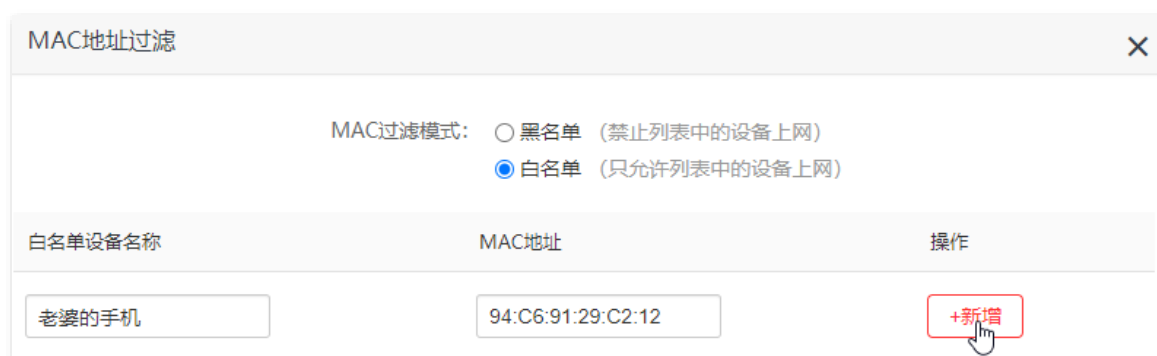 MAC地址过滤
MAC过滤模式： 黑名单 （禁止列表中的设备上网）
白名单 （只允许列表中的设备上网）
白名单设备名称 MAC地址 操作
老婆的手机 94:C6:91:29:C2:12 +新增